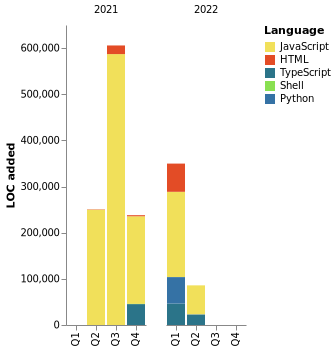 2021 2022
Language
JavaScript
HTML
TypeScript
Shell
Python
LOC added
600,000
500,000
400,000
300,000
200,000
100,000
0
Q1 Q2 Q3 Q4 Q1 Q2 Q3 Q4